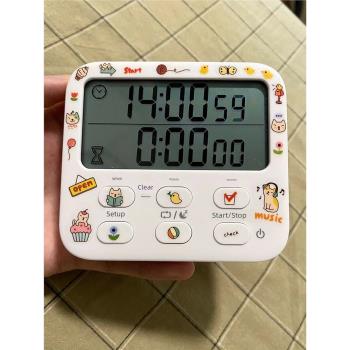 start
14:00 59
0:00 00
open
Clear
Setup
Start/Stop
music
check